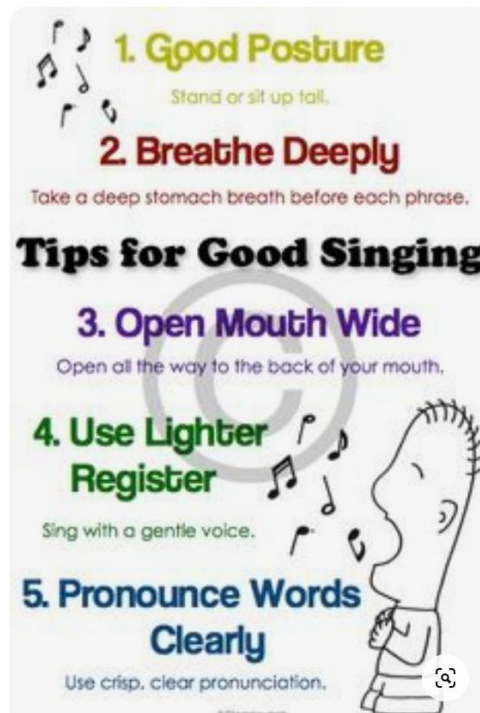 1. Good Posture
Stand or sit up tall.
2. Breathe Deeply
Take a deep stomach breath before each phrase.
Tips for Good Singing
3. Open Mouth Wide
Open all the way to the back of your mouth.
4. Use Lighter
Register
Sing with a gentle voice.
5. Pronounce Words
Clearly
Use crisp, clear pronunciation.